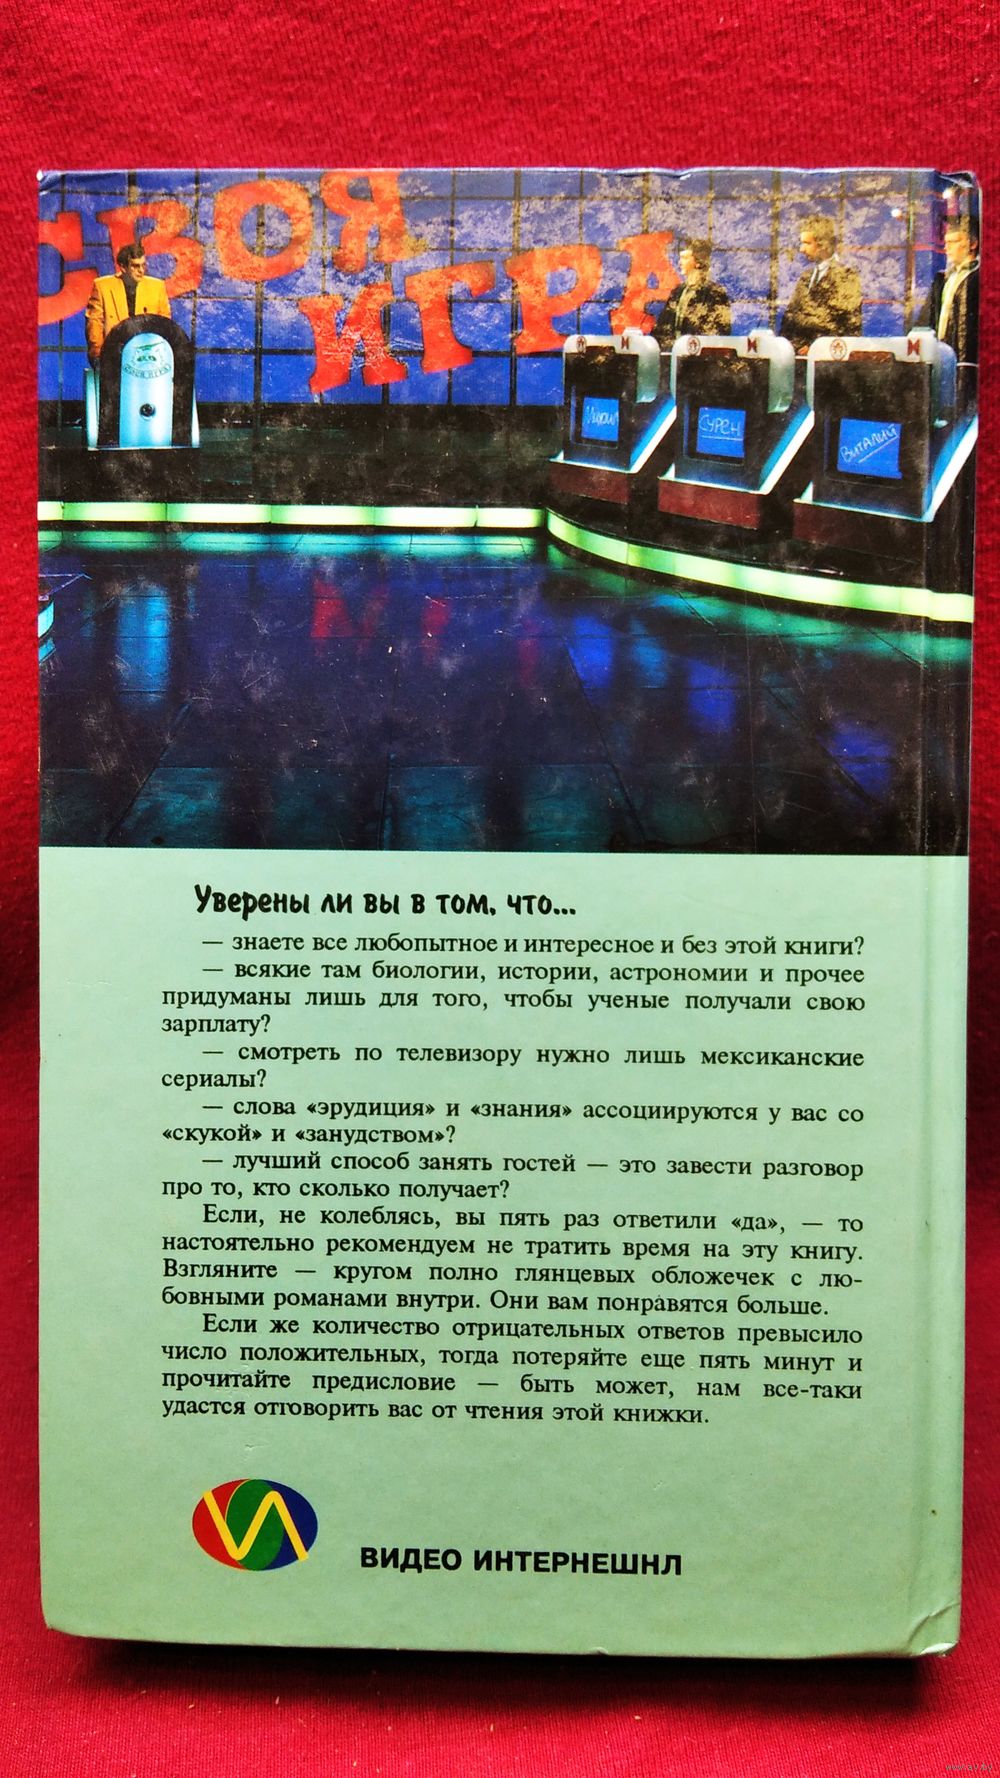 СВОЯ
ИГРА
СУРЕН
ВИТАЛИЙ
Уверены ли вы в том, что...
— знаете все любопытное и интересное и без этой книги?
— всякие там биологии, истории, астрономии и прочее
придуманы лишь для того, чтобы ученые получали свою
зарплату?
— смотреть по телевизору нужно лишь мексиканские
сериалы?
— слова «эрудиция» и «знания» ассоциируются у вас со
«скукой» и «занудством»?
— лучший способ занять гостей — это завести разговор
про то, кто сколько получает?
Если, не колеблясь, вы пять раз ответили «да», — то
настоятельно рекомендуем не тратить время на эту книгу.
Взгляните — кругом полно глянцевых обложечек с лю-
бовными романами внутри. Они вам понравятся больше.
Если же количество отрицательных ответов превысило
число положительных, тогда потеряйте еще пять минут и
прочитайте предисловие — быть может, нам все-таки
удастся отговорить вас от чтения этой книжки.
ВИДЕО ИНТЕРНЕШНЛ